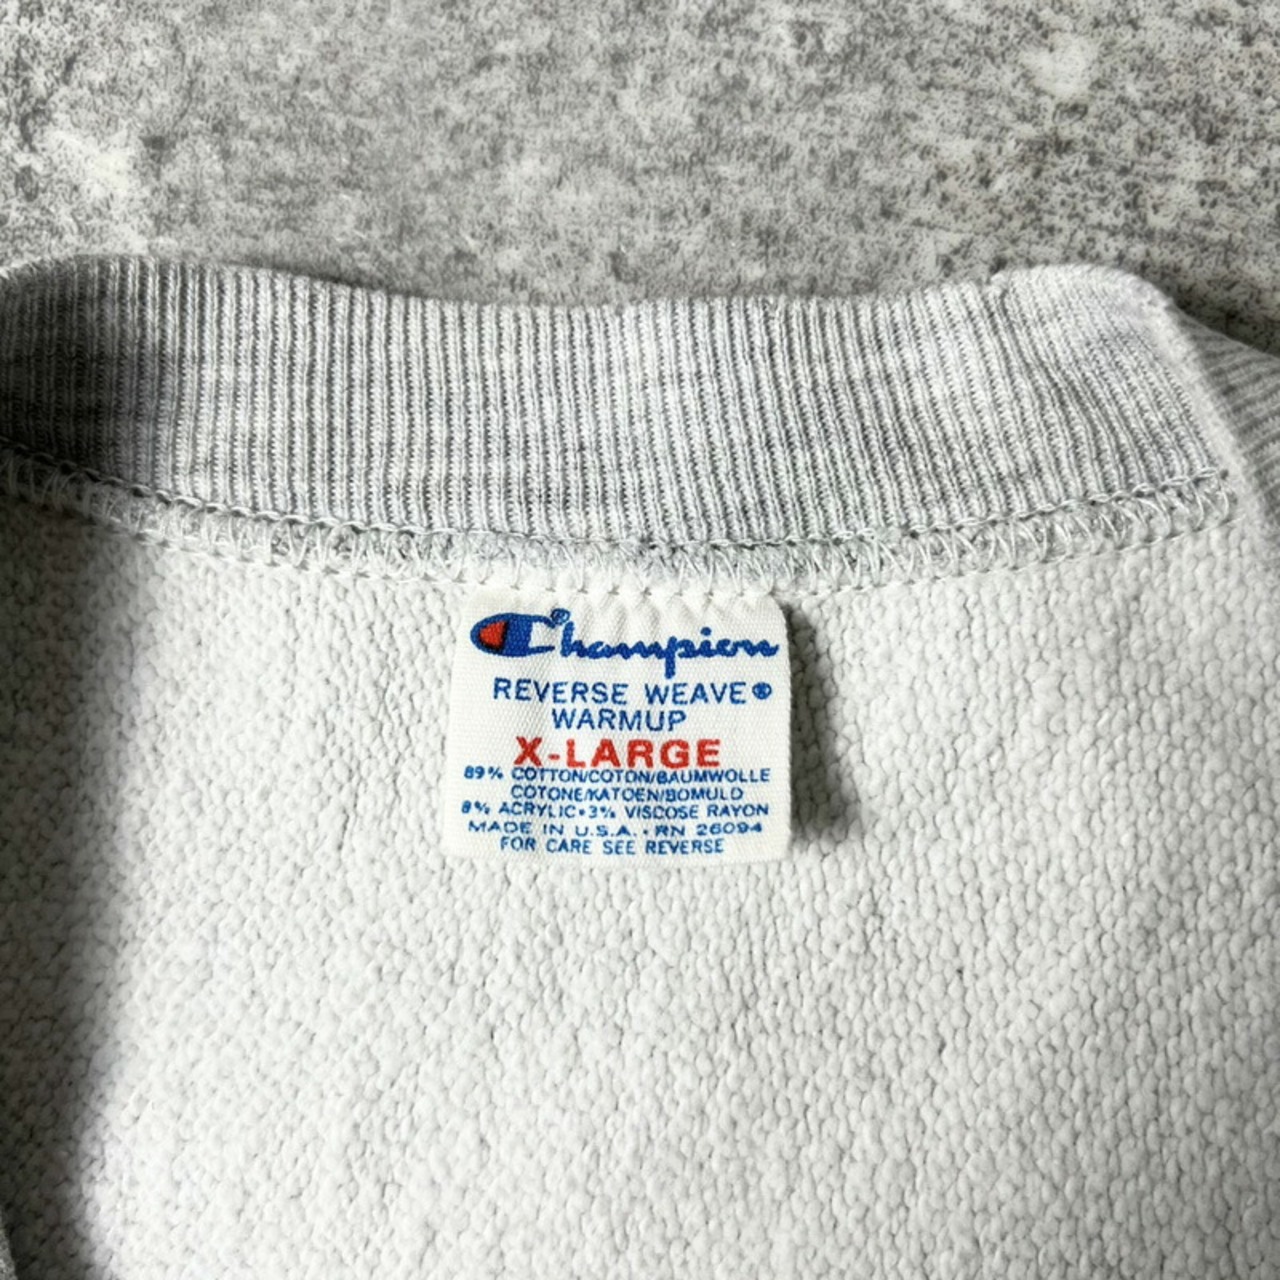 Champion®
REVERSE WEAVE®
WARMUP
X-LARGE
89% COTTON/COTON/BAUMWOLLE
COTONE/KATOEN/BOMULD
8% ACRYLIC•3% VISCOSE RAYON
MADE IN U.S.A. • RN 26094
FOR CARE SEE REVERSE